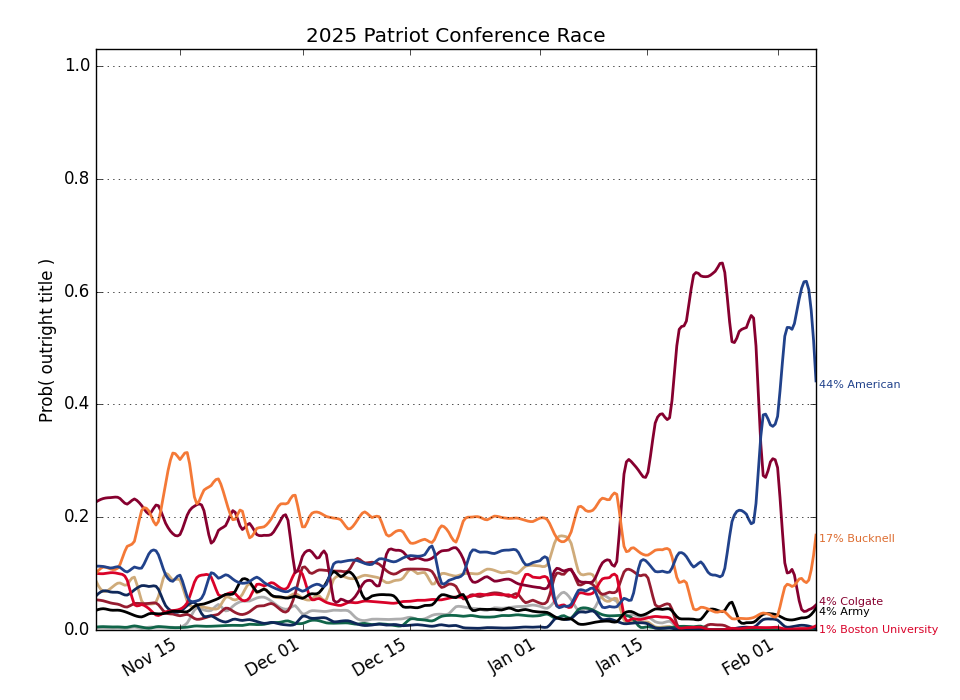 2025 Patriot Conference Race
Prob( outright title )
1.0
0.8
0.6
0.4
0.2
0.0
44% American
17% Bucknell
4% Colgate
4% Army
1% Boston University
Nov 15
Dec 01
Dec 15
Jan 01
Jan 15
Feb 01